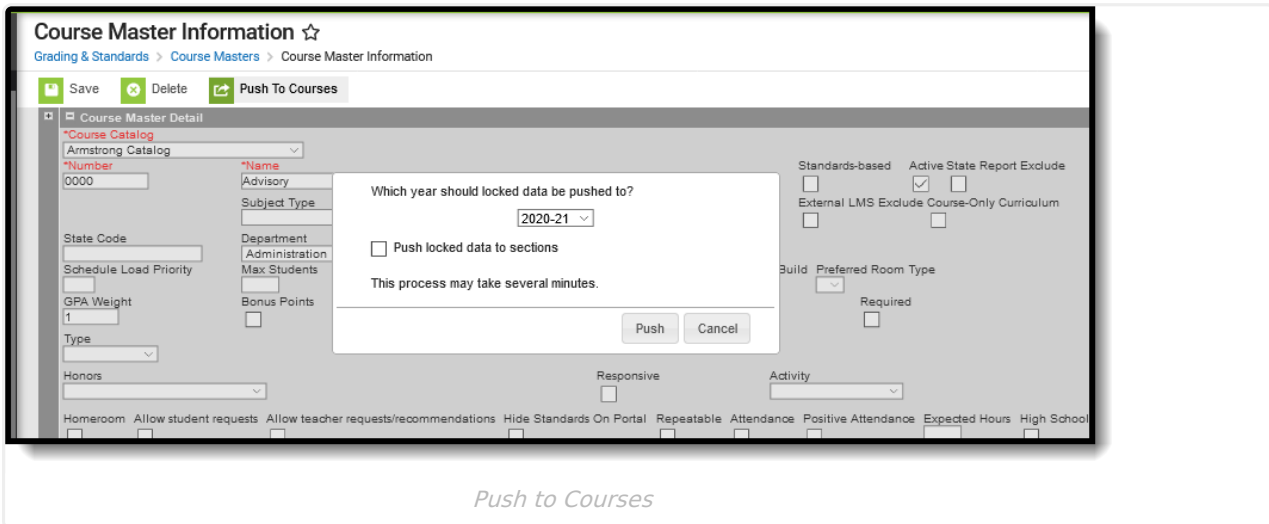 Course Master Information
Grading & Standards > Course Masters > Course Master Information
Save Delete Push To Courses
Course Master Detail
*Course Catalog
Armstrong Catalog
*Number *Name Standards-based Active State Report Exclude
0000 Advisory
Subject Type External LMS Exclude Course-Only Curriculum
State Code Department
Administration
Schedule Load Priority Max Students Build Preferred Room Type
GPA Weight Bonus Points Required
1
Type
Which year should locked data be pushed to?
2020-21
Push locked data to sections
This process may take several minutes.
Push Cancel
Honors Responsive Activity
Homeroom Allow student requests Allow teacher requests/recommendations Hide Standards On Portal Repeatable Attendance Positive Attendance Expected Hours High School
Push to Courses